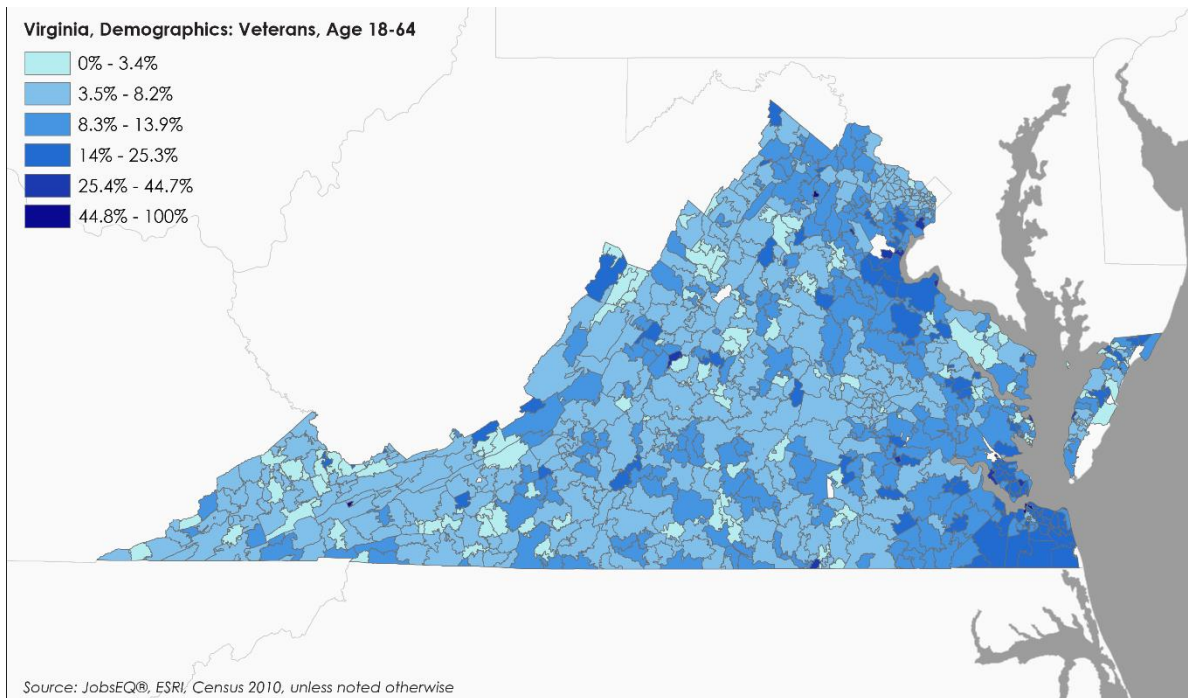 Virginia, Demographics: Veterans, Age 18-64
0% - 3.4%
3.5% - 8.2%
8.3% - 13.9%
14% - 25.3%
25.4% - 44.7%
44.8% - 100%
Source: JobsEQ®, ESRI, Census 2010, unless noted otherwise